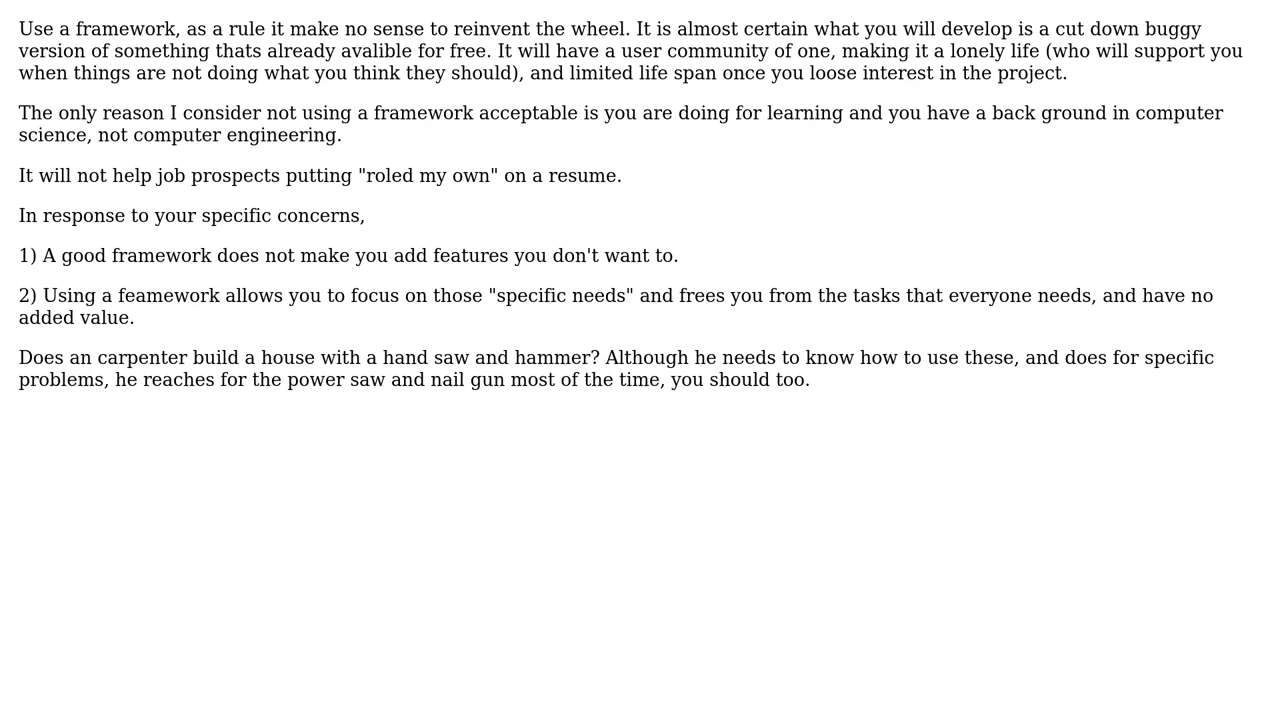 Use a framework, as a rule it make no sense to reinvent the wheel. It is almost certain what you will develop is a cut down buggy
version of something thats already avalible for free. It will have a user community of one, making it a lonely life (who will support you
when things are not doing what you think they should), and limited life span once you loose interest in the project.
The only reason I consider not using a framework acceptable is you are doing for learning and you have a back ground in computer
science, not computer engineering.
It will not help job prospects putting "roled my own" on a resume.
In response to your specific concerns,
1) A good framework does not make you add features you don't want to.
2) Using a feamework allows you to focus on those "specific needs" and frees you from the tasks that everyone needs, and have no
added value.
Does an carpenter build a house with a hand saw and hammer? Although he needs to know how to use these, and does for specific
problems, he reaches for the power saw and nail gun most of the time, you should too.